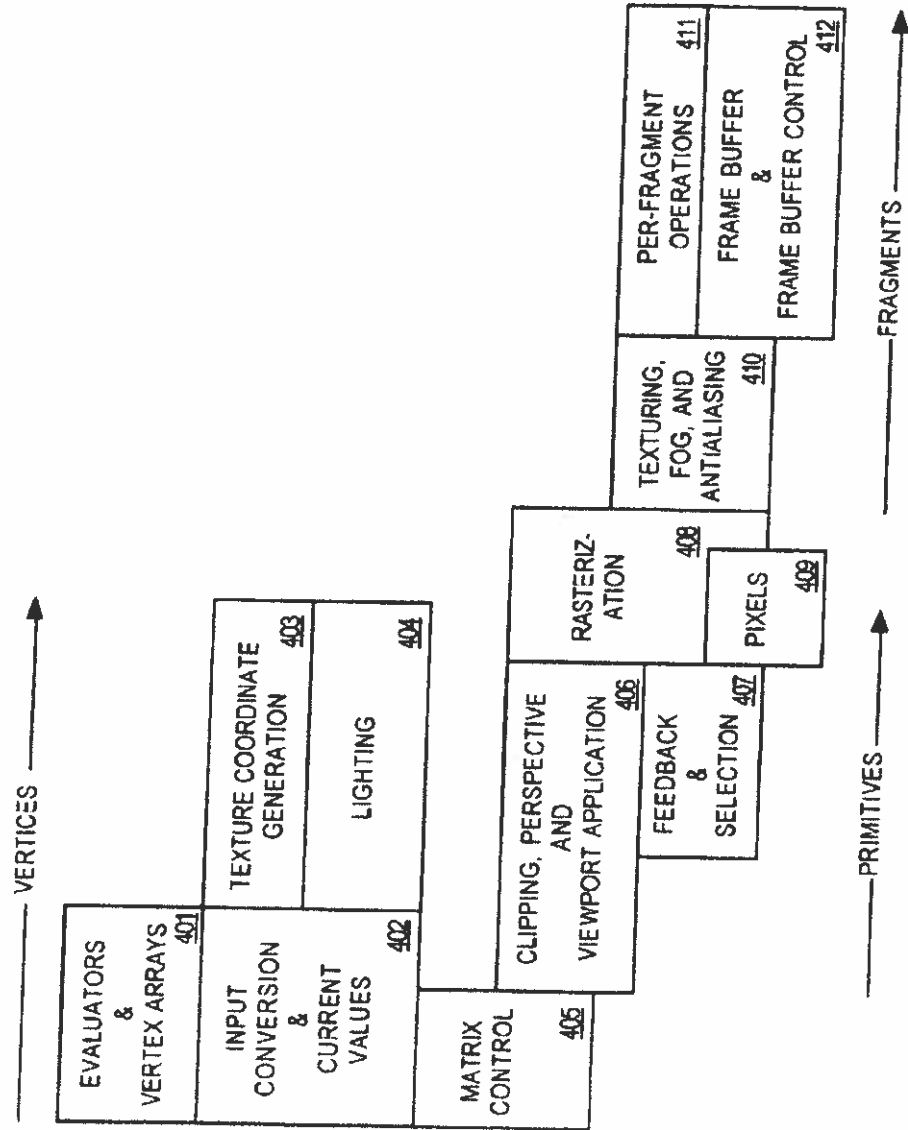 VERTICES
EVALUATORS
&
VERTEX ARRAYS
401
INPUT
CONVERSION
&
CURRENT
VALUES
402
TEXTURE COORDINATE
GENERATION
403
LIGHTING
404
MATRIX
CONTROL
405
CLIPPING, PERSPECTIVE
AND
VIEWPORT APPLICATION
406
FEEDBACK
&
SELECTION
407
RASTERIZ-
ATION
408
PIXELS
409
TEXTURING,
FOG, AND
ANTIALIASING
410
PER-FRAGMENT
OPERATIONS
411
FRAME BUFFER
&
FRAME BUFFER CONTROL
412
PRIMITIVES
FRAGMENTS